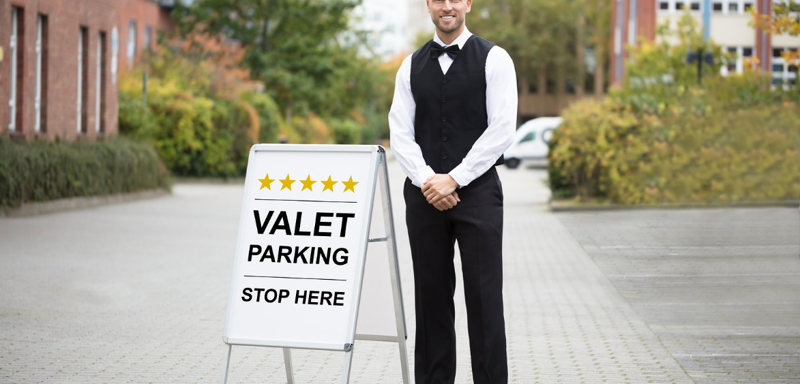 VALET
PARKING
STOP HERE